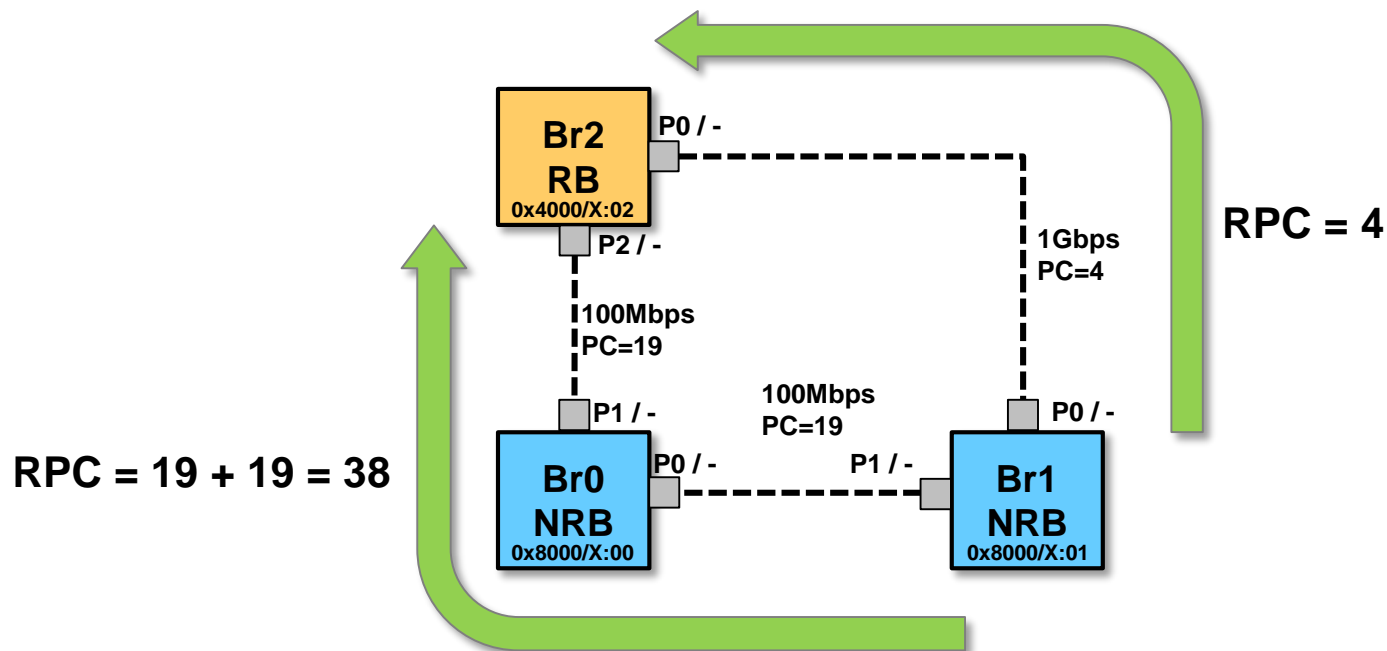 Br2
RB
0x4000/X:02
P0 / -
P2 / -
1Gbps
PC=4
RPC = 4
100Mbps
PC=19
100Mbps
PC=19
P1 / -
P0 / -
RPC = 19 + 19 = 38
Br0
NRB
0x8000/X:00
P0 / -
P1 / -
Br1
NRB
0x8000/X:01